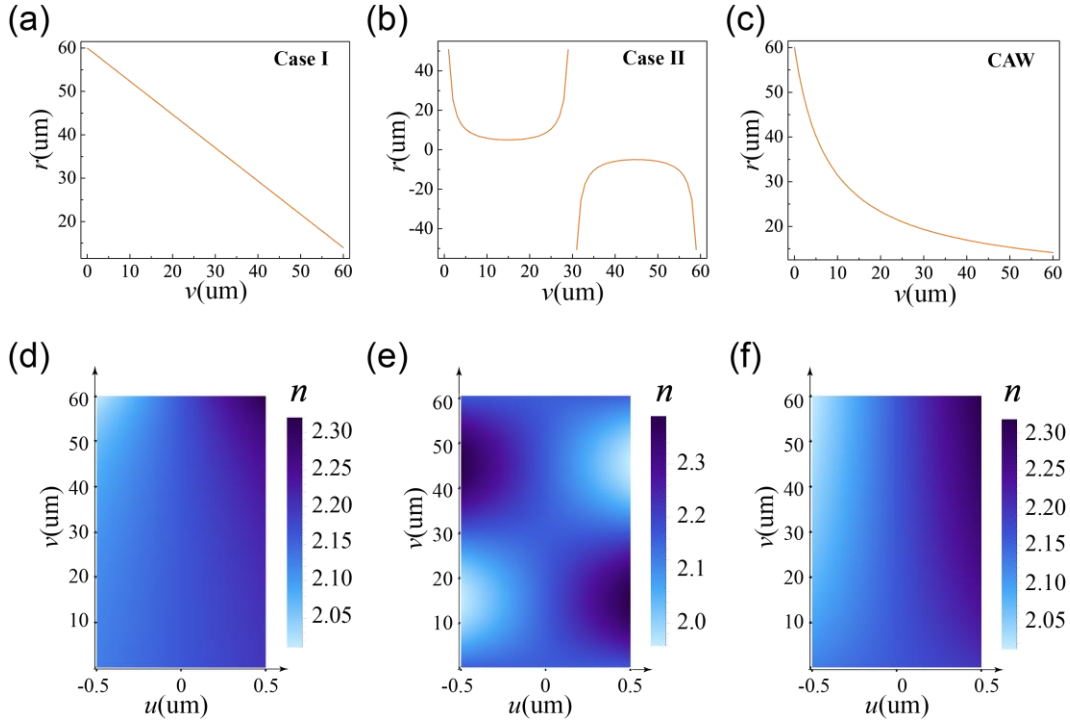 (a)
60
50
40
30
20
r(um)
0 10 20 30 40 50 60
v(um)
Case I
(b)
40
20
0
-20
-40
r(um)
0 10 20 30 40 50 60
v(um)
Case II
(c)
60
50
40
30
20
r(um)
0 10 20 30 40 50 60
v(um)
CAW
(d)
60
50
40
30
20
10
v(um)
-0.5 0 0.5
u(um)
n
2.30
2.25
2.20
2.15
2.10
2.05
(e)
60
50
40
30
20
10
v(um)
-0.5 0 0.5
u(um)
n
2.3
2.2
2.1
2.0
(f)
60
50
40
30
20
10
v(um)
-0.5 0 0.5
u(um)
n
2.30
2.25
2.20
2.15
2.10
2.05